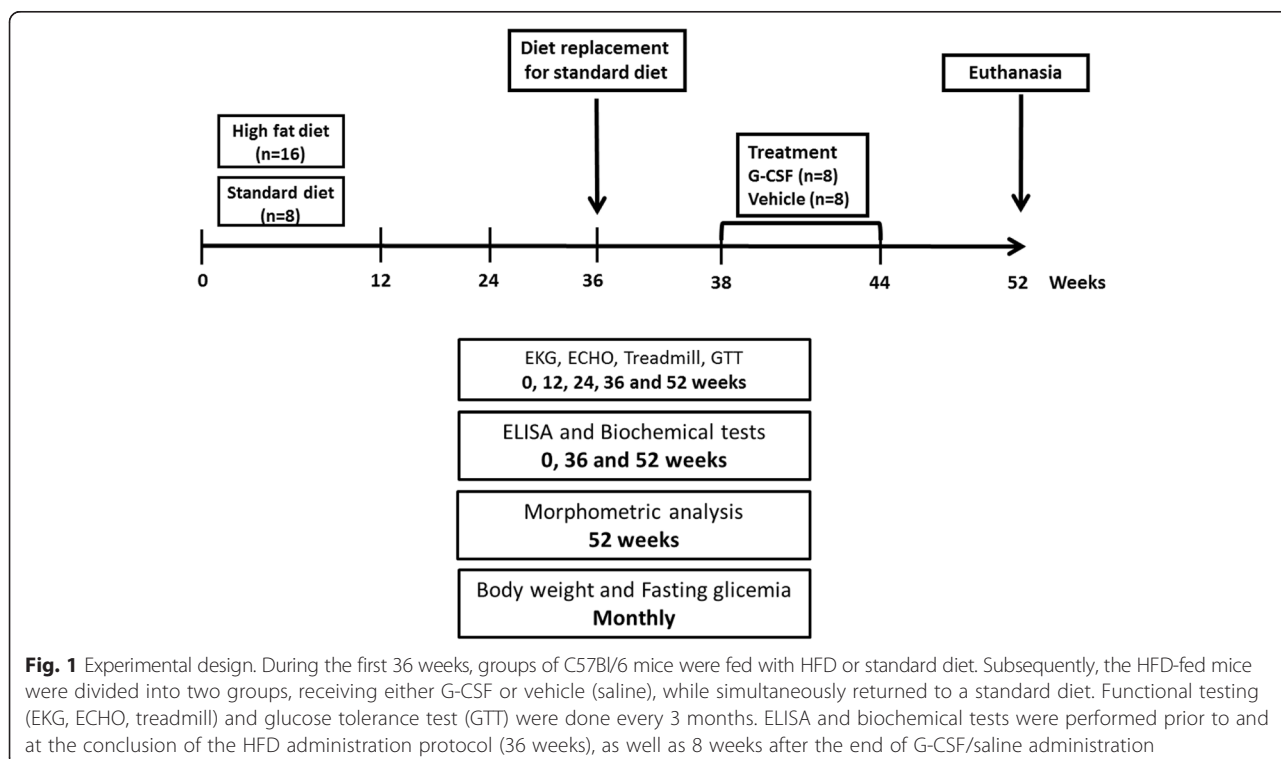 Diet replacement
for standard diet
Euthanasia
High fat diet
(n=16)
Standard diet
(n=8)
Treatment
G-CSF (n=8)
Vehicle (n=8)
0 12 24 36 38 44 52 Weeks
EKG, ECHO, Treadmill, GTT
0, 12, 24, 36 and 52 weeks
ELISA and Biochemical tests
0, 36 and 52 weeks
Morphometric analysis
52 weeks
Body weight and Fasting glicemia
Monthly
Fig. 1 Experimental design. During the first 36 weeks, groups of C57Bl/6 mice were fed with HFD or standard diet. Subsequently, the HFD-fed mice
were divided into two groups, receiving either G-CSF or vehicle (saline), while simultaneously returned to a standard diet. Functional testing
(EKG, ECHO, treadmill) and glucose tolerance test (GTT) were done every 3 months. ELISA and biochemical tests were performed prior to and
at the conclusion of the HFD administration protocol (36 weeks), as well as 8 weeks after the end of G-CSF/saline administration